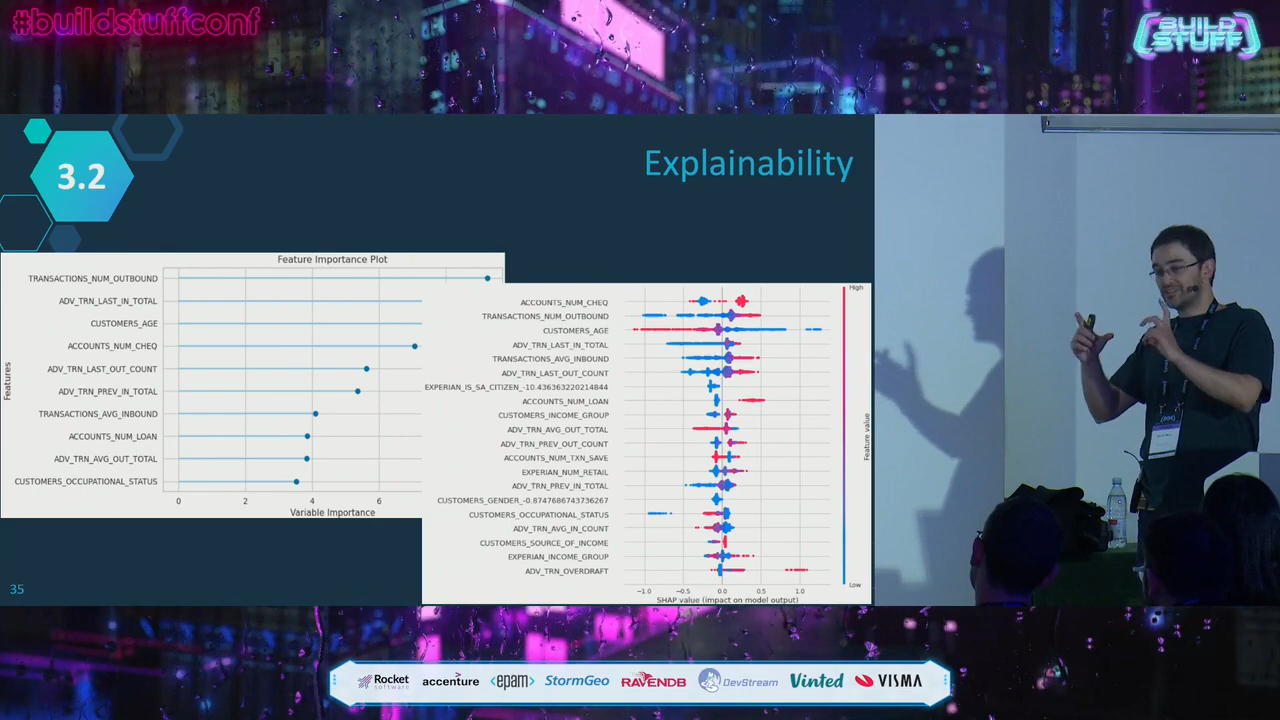 #buildstuffconf
BUILD
STUFF
3.2
Explainability
Feature Importance Plot
Features
TRANSACTIONS_NUM_OUTBOUND
ADV_TRN_LAST_IN_TOTAL
CUSTOMERS_AGE
ACCOUNTS_NUM_CHEQ
ADV_TRN_LAST_OUT_COUNT
ADV_TRN_PREV_IN_TOTAL
TRANSACTIONS_AVG_INBOUND
ACCOUNTS_NUM_LOAN
ADV_TRN_AVG_OUT_TOTAL
CUSTOMERS_OCCUPATIONAL_STATUS
0 2 4 6
Variable Importance
High
ACCOUNTS_NUM_CHEQ
TRANSACTIONS_NUM_OUTBOUND
CUSTOMERS_AGE
ADV_TRN_LAST_IN_TOTAL
TRANSACTIONS_AVG_INBOUND
ADV_TRN_LAST_OUT_COUNT
EXPERIAN_IS_SA_CITIZEN_-10.436363220214844
ACCOUNTS_NUM_LOAN
CUSTOMERS_INCOME_GROUP
ADV_TRN_AVG_OUT_TOTAL
ADV_TRN_PREV_OUT_COUNT
ACCOUNTS_NUM_TXN_SAVE
EXPERIAN_NUM_RETAIL
ADV_TRN_PREV_IN_TOTAL
CUSTOMERS_GENDER_-0.8747686743736267
CUSTOMERS_OCCUPATIONAL_STATUS
ADV_TRN_AVG_IN_COUNT
CUSTOMERS_SOURCE_OF_INCOME
EXPERIAN_INCOME_GROUP
ADV_TRN_OVERDRAFT
Feature value
Low
−1.0 −0.5 0.0 0.5 1.0
SHAP value (impact on model output)
35
Rocket
software
accenture
<epam>
StormGeo
RAVENDB
DevStream
Vinted
VISMA